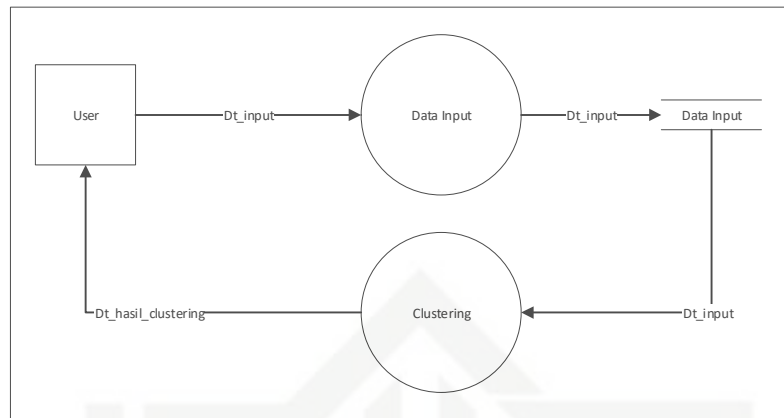 User
Dt_input
Data Input
Dt_input
Data Input
Dt_hasil_clustering
Clustering
Dt_input